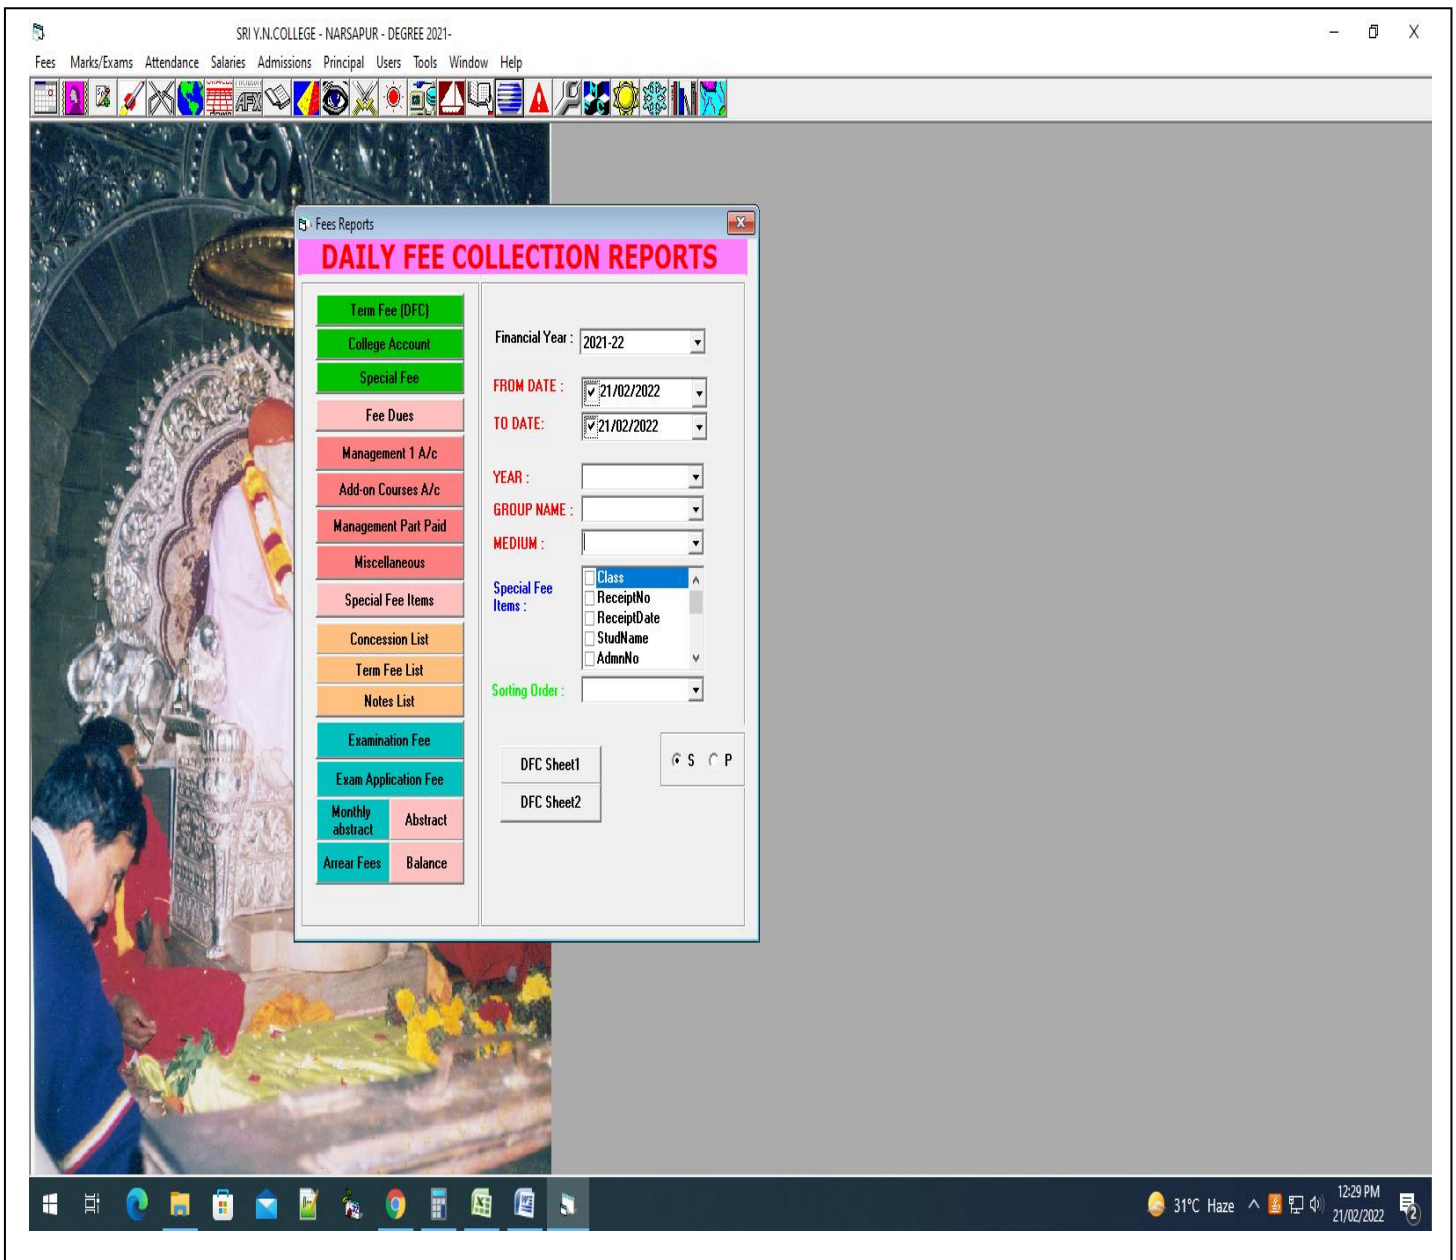 SRI Y.N.COLLEGE - NARSAPUR - DEGREE 2021-
Fees Marks/Exams Attendance Salaries Admissions Principal Users Tools Window Help
AFX
Fees Reports
DAILY FEE COLLECTION REPORTS
Term Fee (DFC)
College Account
Special Fee
Fee Dues
Management 1 A/c
Add-on Courses A/c
Management Part Paid
Miscellaneous
Special Fee Items
Concession List
Term Fee List
Notes List
Examination Fee
Exam Application Fee
Monthly abstract
Abstract
Arrear Fees
Balance
Financial Year : 2021-22
FROM DATE : 21/02/2022
TO DATE: 21/02/2022
YEAR :
GROUP NAME :
MEDIUM :
Special Fee Items :
Class
ReceiptNo
ReceiptDate
StudName
AdmnNo
Sorting Order :
DFC Sheet1
DFC Sheet2
S P
31°C Haze
12:29 PM
21/02/2022
2